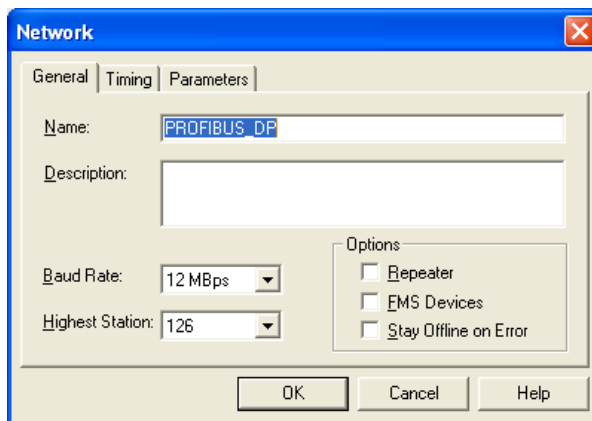 Network
General Timing Parameters
Name: PROFIBUS_DP
Description:
Options
Baud Rate: 12 MBps
Repeater
FMS Devices
Highest Station: 126
Stay Offline on Error
OK Cancel Help